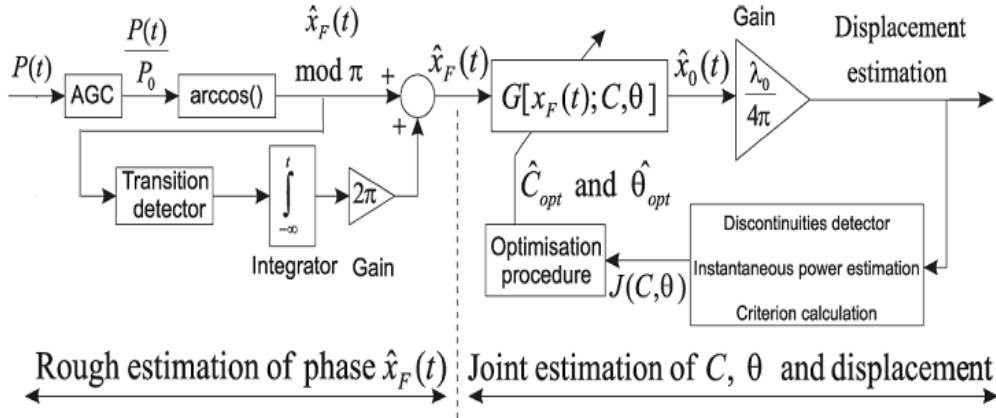 P(t)
AGC
P(t)
P_0
arccos()
x̂_F(t)
mod π
+
+
Transition
detector
t
∫
-∞
Integrator
2π
Gain
x̂_F(t)
G[x_F(t);C,θ]
x̂_0(t)
Gain
λ_0
4π
Displacement
estimation
Ĉ_opt and θ̂_opt
Optimisation
procedure
J(C,θ)
Discontinuities detector
Instantaneous power estimation
Criterion calculation
Rough estimation of phase x̂_F(t)
Joint estimation of C, θ and displacement